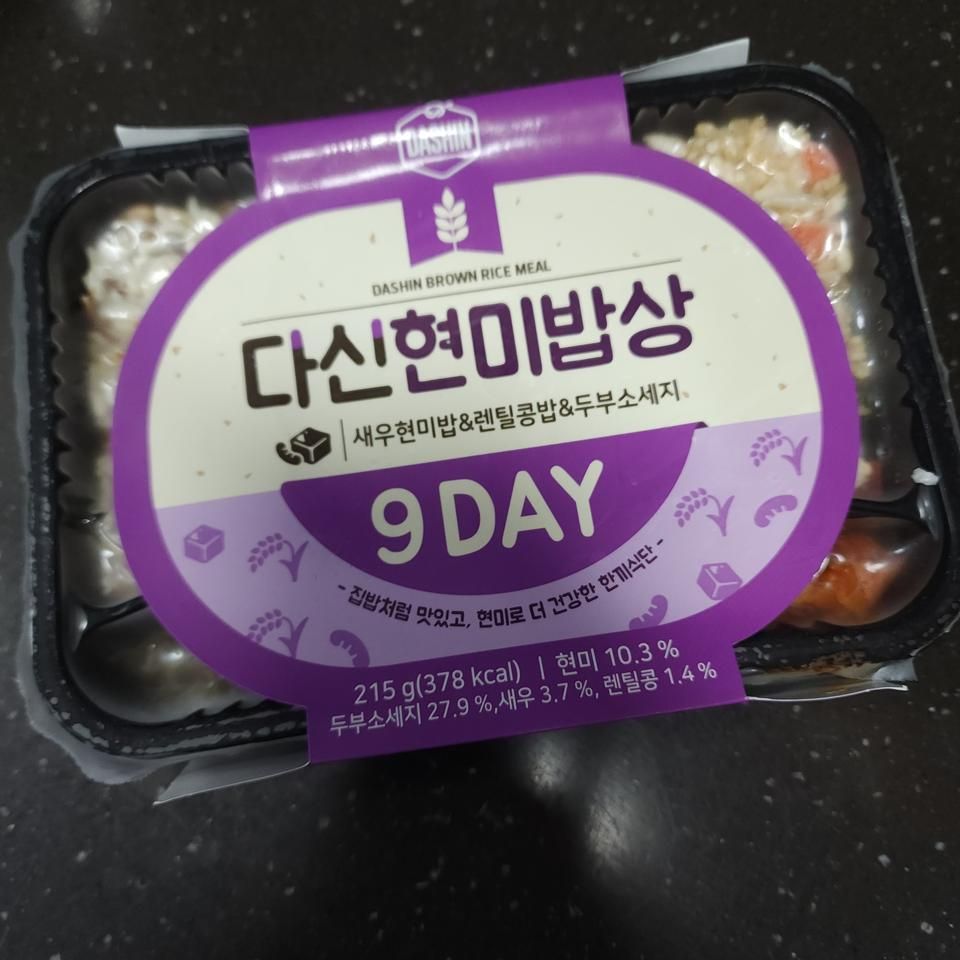 DASHIN
DASHIN BROWN RICE MEAL
다신현미밥상
새우현미밥&렌틸콩밥&두부소세지
9 DAY
- 집밥처럼 맛있고, 현미로 더 건강한 한끼식단 -
215 g(378 kcal) | 현미 10.3 %
두부소세지 27.9 %,새우 3.7 %, 렌틸콩 1.4 %